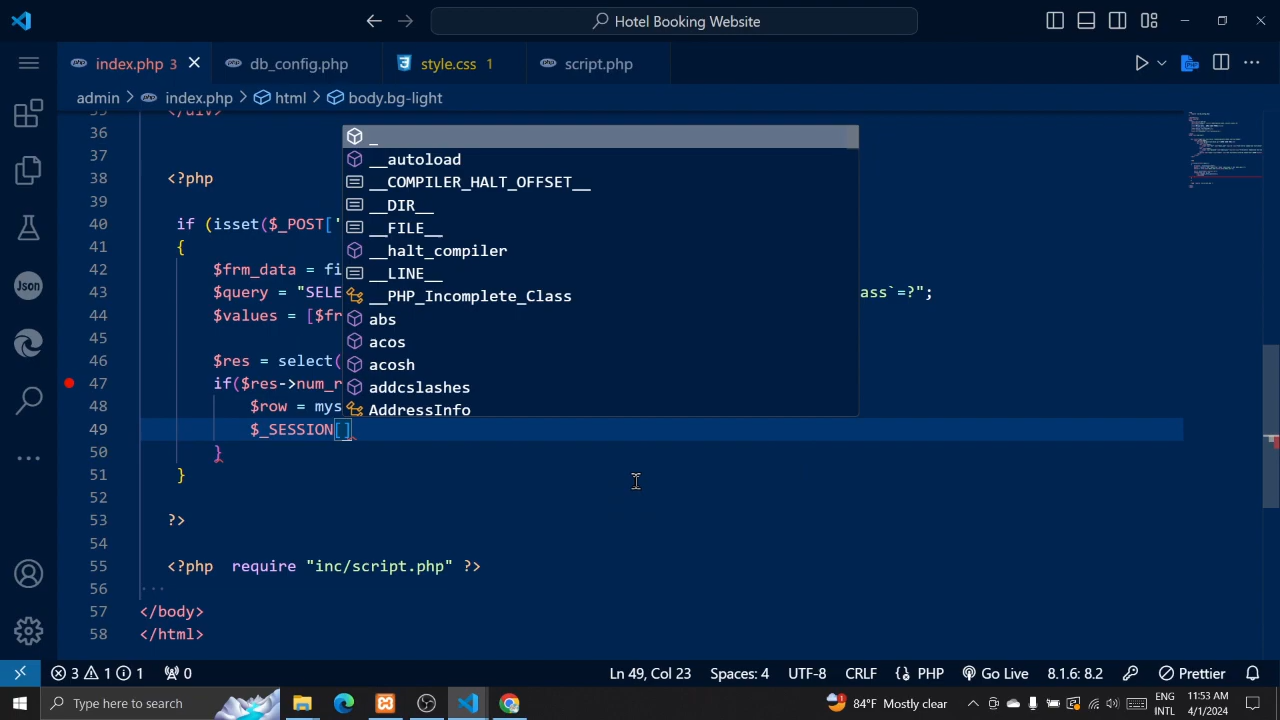 Hotel Booking Website
index.php 3
db_config.php
style.css 1
script.php
admin > index.php > html > body.bg-light
36
37
38 <?php
39
40 if (isset($_POST['
41 {
42 $frm_data = fi
43 $query = "SELE ass`=?";
44 $values = [$fr
45
46 $res = select(
47 if($res->num_r
48 $row = mys
49 $_SESSION[]
50 }
51 }
52
53 ?>
54
55 <?php require "inc/script.php" ?>
56 ...
57 </body>
58 </html>
_
__autoload
__COMPILER_HALT_OFFSET__
__DIR__
__FILE__
__halt_compiler
__LINE__
__PHP_Incomplete_Class
abs
acos
acosh
addcslashes
AddressInfo
Json
3 1 1 0 Ln 49, Col 23 Spaces: 4 UTF-8 CRLF {} PHP Go Live 8.1.6: 8.2 Prettier
Type here to search 84°F Mostly clear ENG 11:53 AM
INTL 4/1/2024